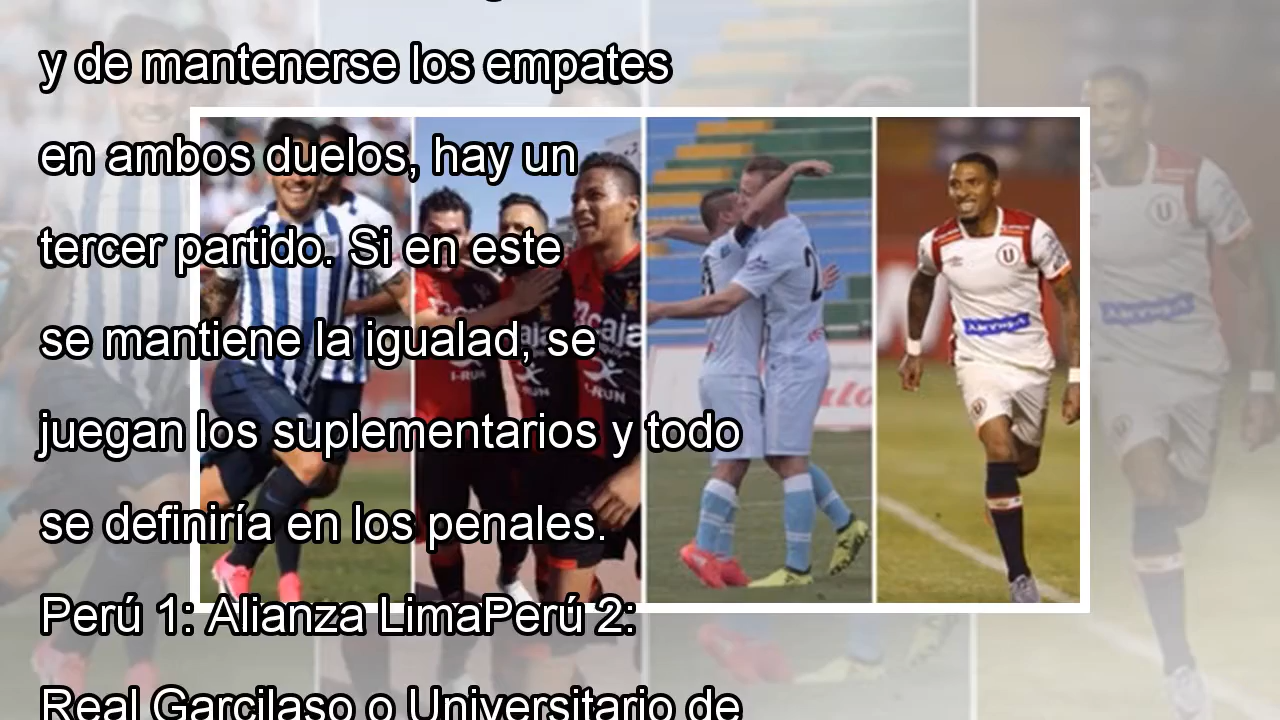 y de mantenerse los empates
en ambos duelos, hay un
tercer partido. Si en este
se mantiene la igualad, se
juegan los suplementarios y todo
se definiría en los penales.
Perú 1: Alianza LimaPerú 2:
Real Garcilaso o Universitario de